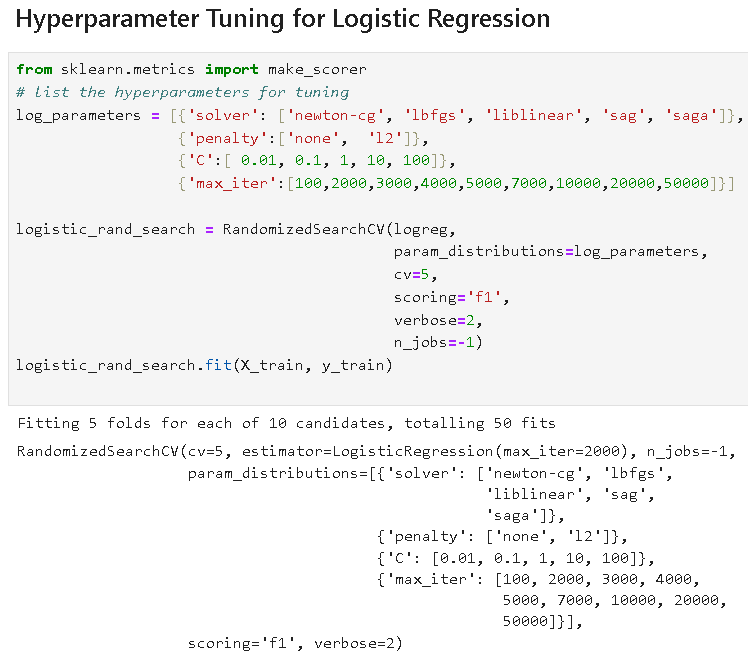 Hyperparameter Tuning for Logistic Regression
from sklearn.metrics import make_scorer
# list the hyperparameters for tuning
log_parameters = [{'solver': ['newton-cg', 'lbfgs', 'liblinear', 'sag', 'saga']},
{'penalty':['none',  'l2']},
{'C':[ 0.01, 0.1, 1, 10, 100]},
{'max_iter':[100,2000,3000,4000,5000,7000,10000,20000,50000]}]
logistic_rand_search = RandomizedSearchCV(logreg,
param_distributions=log_parameters,
cv=5,
scoring='f1',
verbose=2,
n_jobs=-1)
logistic_rand_search.fit(X_train, y_train)
Fitting 5 folds for each of 10 candidates, totalling 50 fits
RandomizedSearchCV(cv=5, estimator=LogisticRegression(max_iter=2000), n_jobs=-1,
param_distributions=[{'solver': ['newton-cg', 'lbfgs',
'liblinear', 'sag',
'saga']},
{'penalty': ['none', 'l2']},
{'C': [0.01, 0.1, 1, 10, 100]},
{'max_iter': [100, 2000, 3000, 4000,
5000, 7000, 10000, 20000,
50000]}],
scoring='f1', verbose=2)